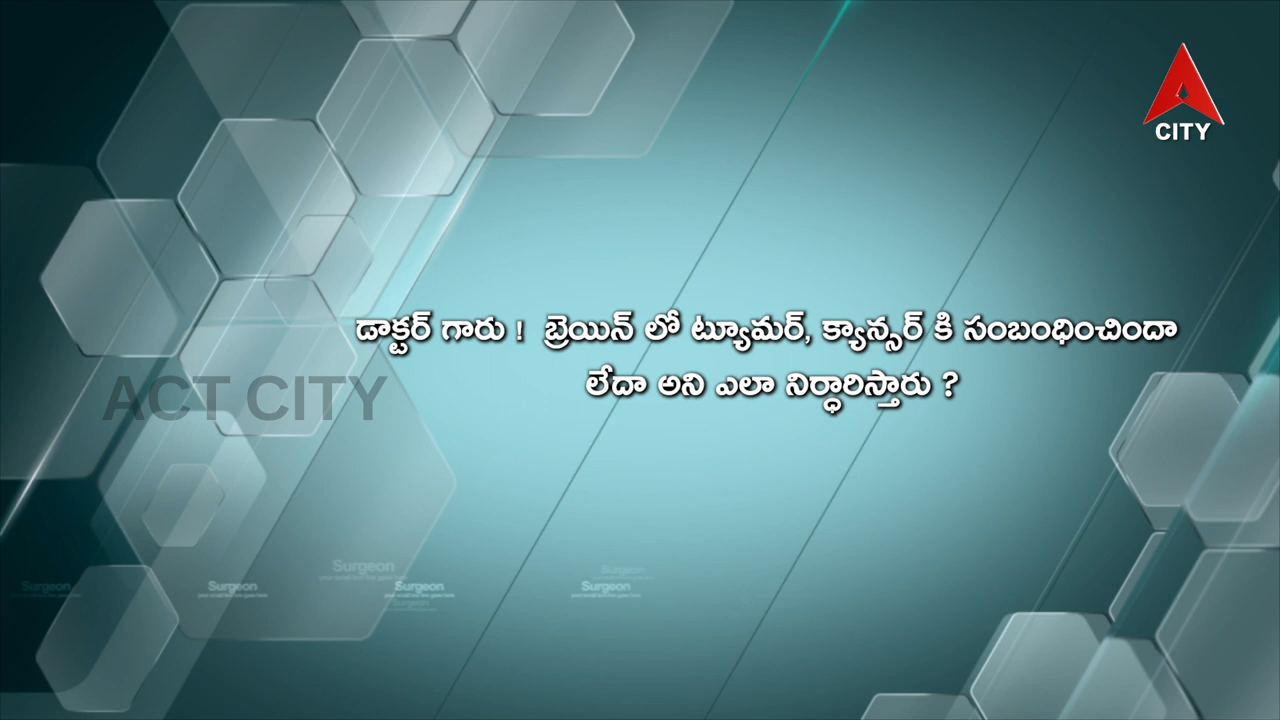 CITY
డాక్టర్ గారు ! బ్రెయిన్ లో ట్యూమర్, క్యాన్సర్ కి సంబంధించిందా
లేదా అని ఎలా నిర్ధారిస్తారు ?
ACT CITY
Surgeon
Surgeon
Surgeon
Surgeon
Surgeon
Surgeon